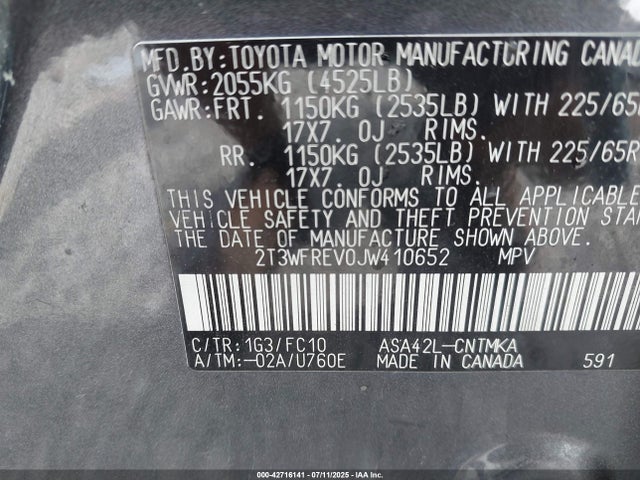 MFD.BY:TOYOTA MOTOR MANUFACTURING CANAD
GVWR:2055KG (4525LB)
GAWR:FRT. 1150KG (2535LB) WITH 225/65
17X7.0J RIMS.
RR. 1150KG (2535LB) WITH 225/65R
17X7.0J RIMS.
THIS VEHICLE CONFORMS TO ALL APPLICABLE
VEHICLE SAFETY AND THEFT PREVENTION STAN
THE DATE OF MANUFACTURE SHOWN ABOVE.
2T3WFREV0JW410652 MPV
C/TR:1G3/FC10 ASA42L-CNTMKA
A/TM:-02A/U760E MADE IN CANADA 591
000-42716141 - 07/11/2025 - IAA Inc.